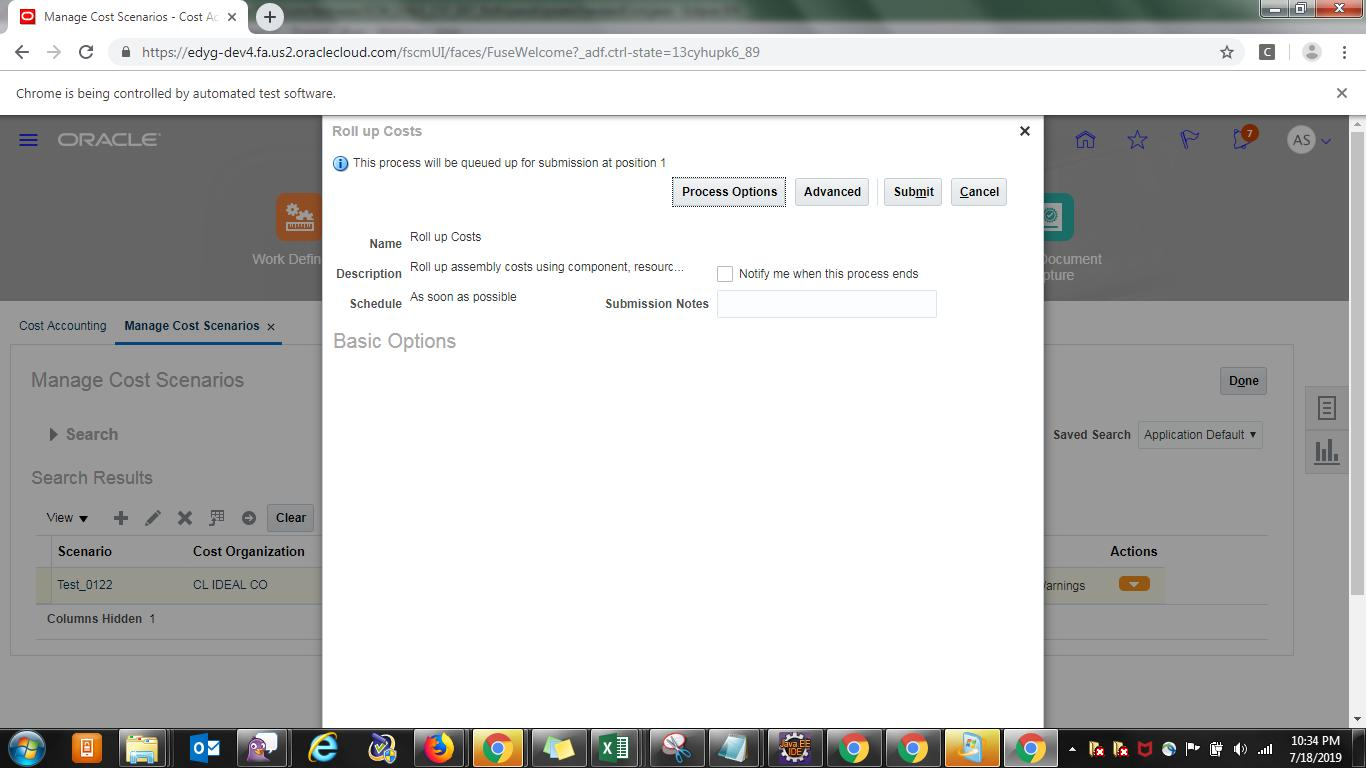 Manage Cost Scenarios - Cost Ac
https://edyg-dev4.fa.us2.oraclecloud.com/fscmUI/faces/FuseWelcome?_adf.ctrl-state=13cyhupk6_89
C
Chrome is being controlled by automated test software.
ORACLE
7
AS
Roll up Costs
This process will be queued up for submission at position 1
Process Options Advanced Submit Cancel
Name Roll up Costs
Description Roll up assembly costs using component, resourc... Notify me when this process ends
Schedule As soon as possible Submission Notes
Basic Options
Work Defin
Document
pture
Cost Accounting Manage Cost Scenarios
Manage Cost Scenarios
Done
Search
Saved Search Application Default
Search Results
View Clear
Scenario Cost Organization Actions
Test_0122 CL IDEAL CO Varnings
Columns Hidden 1
Java EE
IDE
10:34 PM
7/18/2019